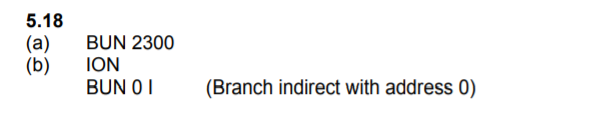 5.18
(a) BUN 2300
(b) ION
BUN 0 I (Branch indirect with address 0)